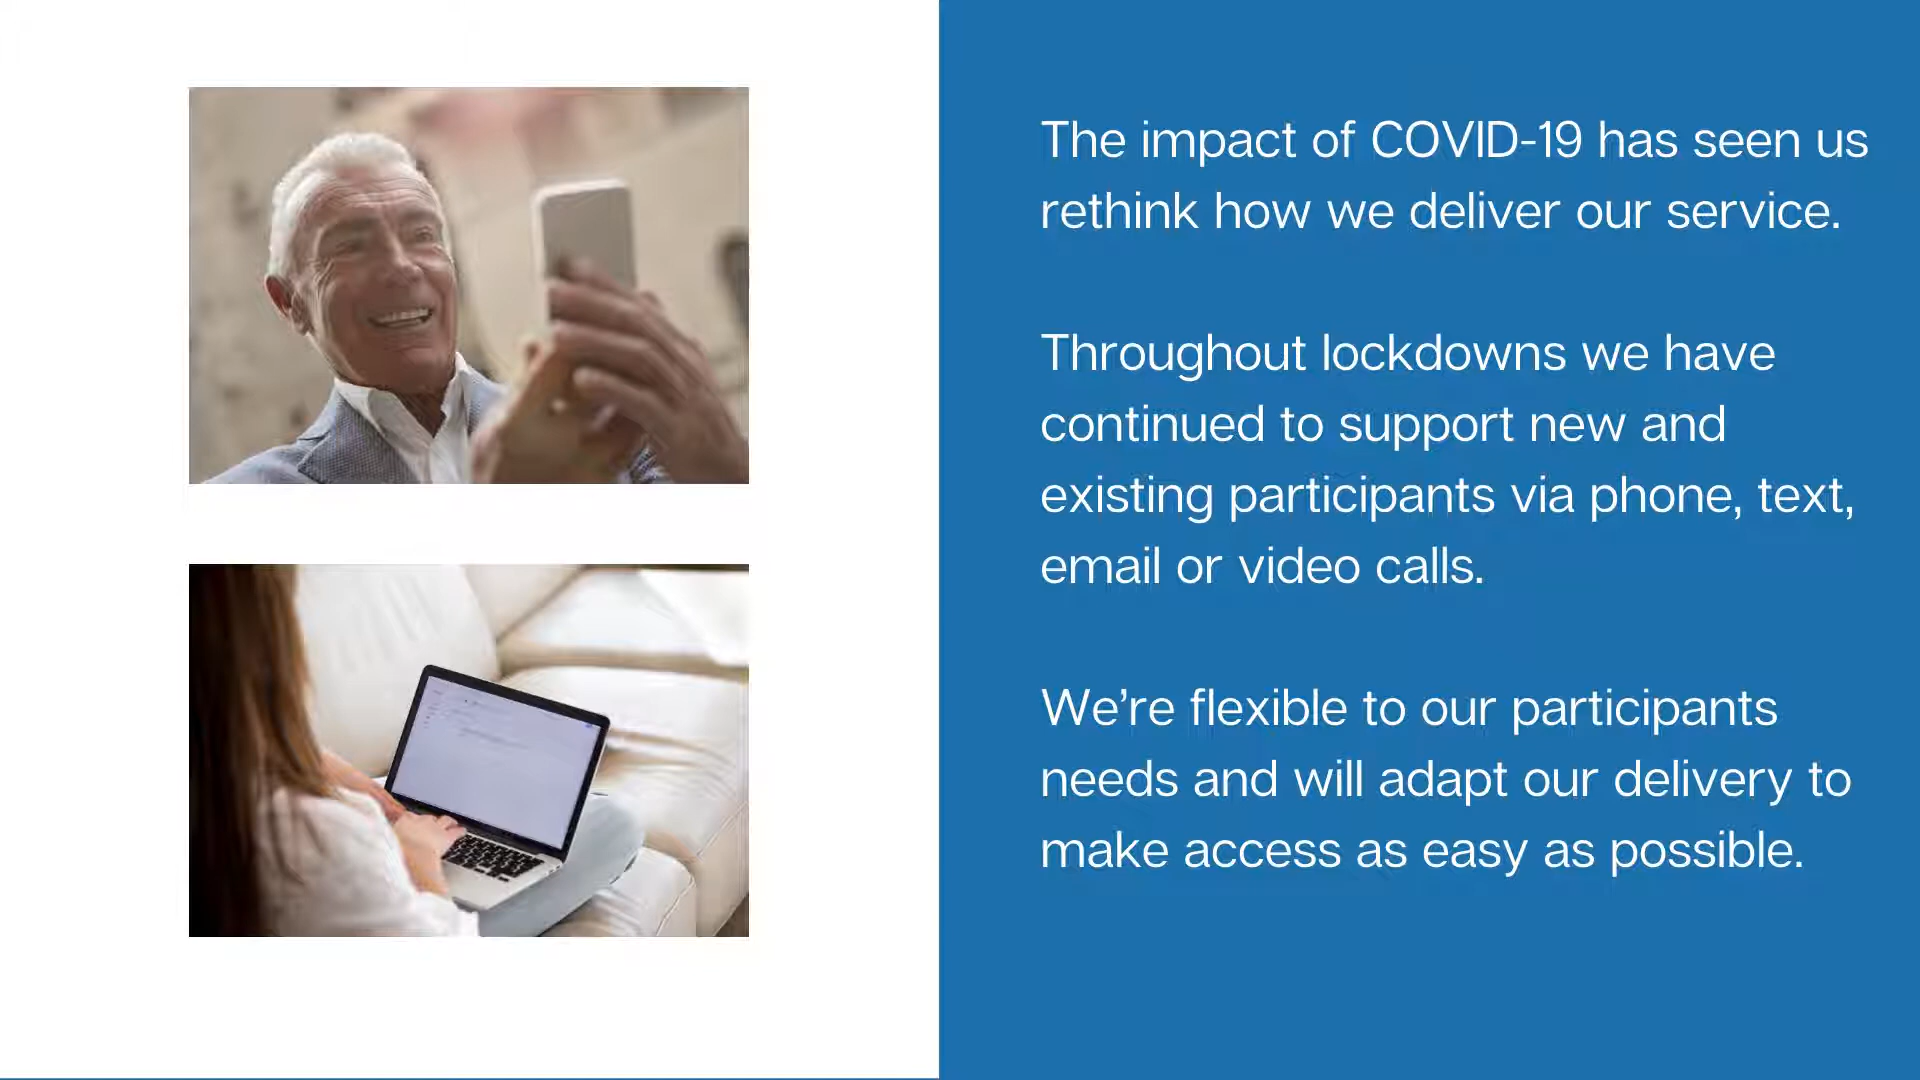 The impact of COVID-19 has seen us
rethink how we deliver our service.
Throughout lockdowns we have
continued to support new and
existing participants via phone, text,
email or video calls.
We’re flexible to our participants
needs and will adapt our delivery to
make access as easy as possible.